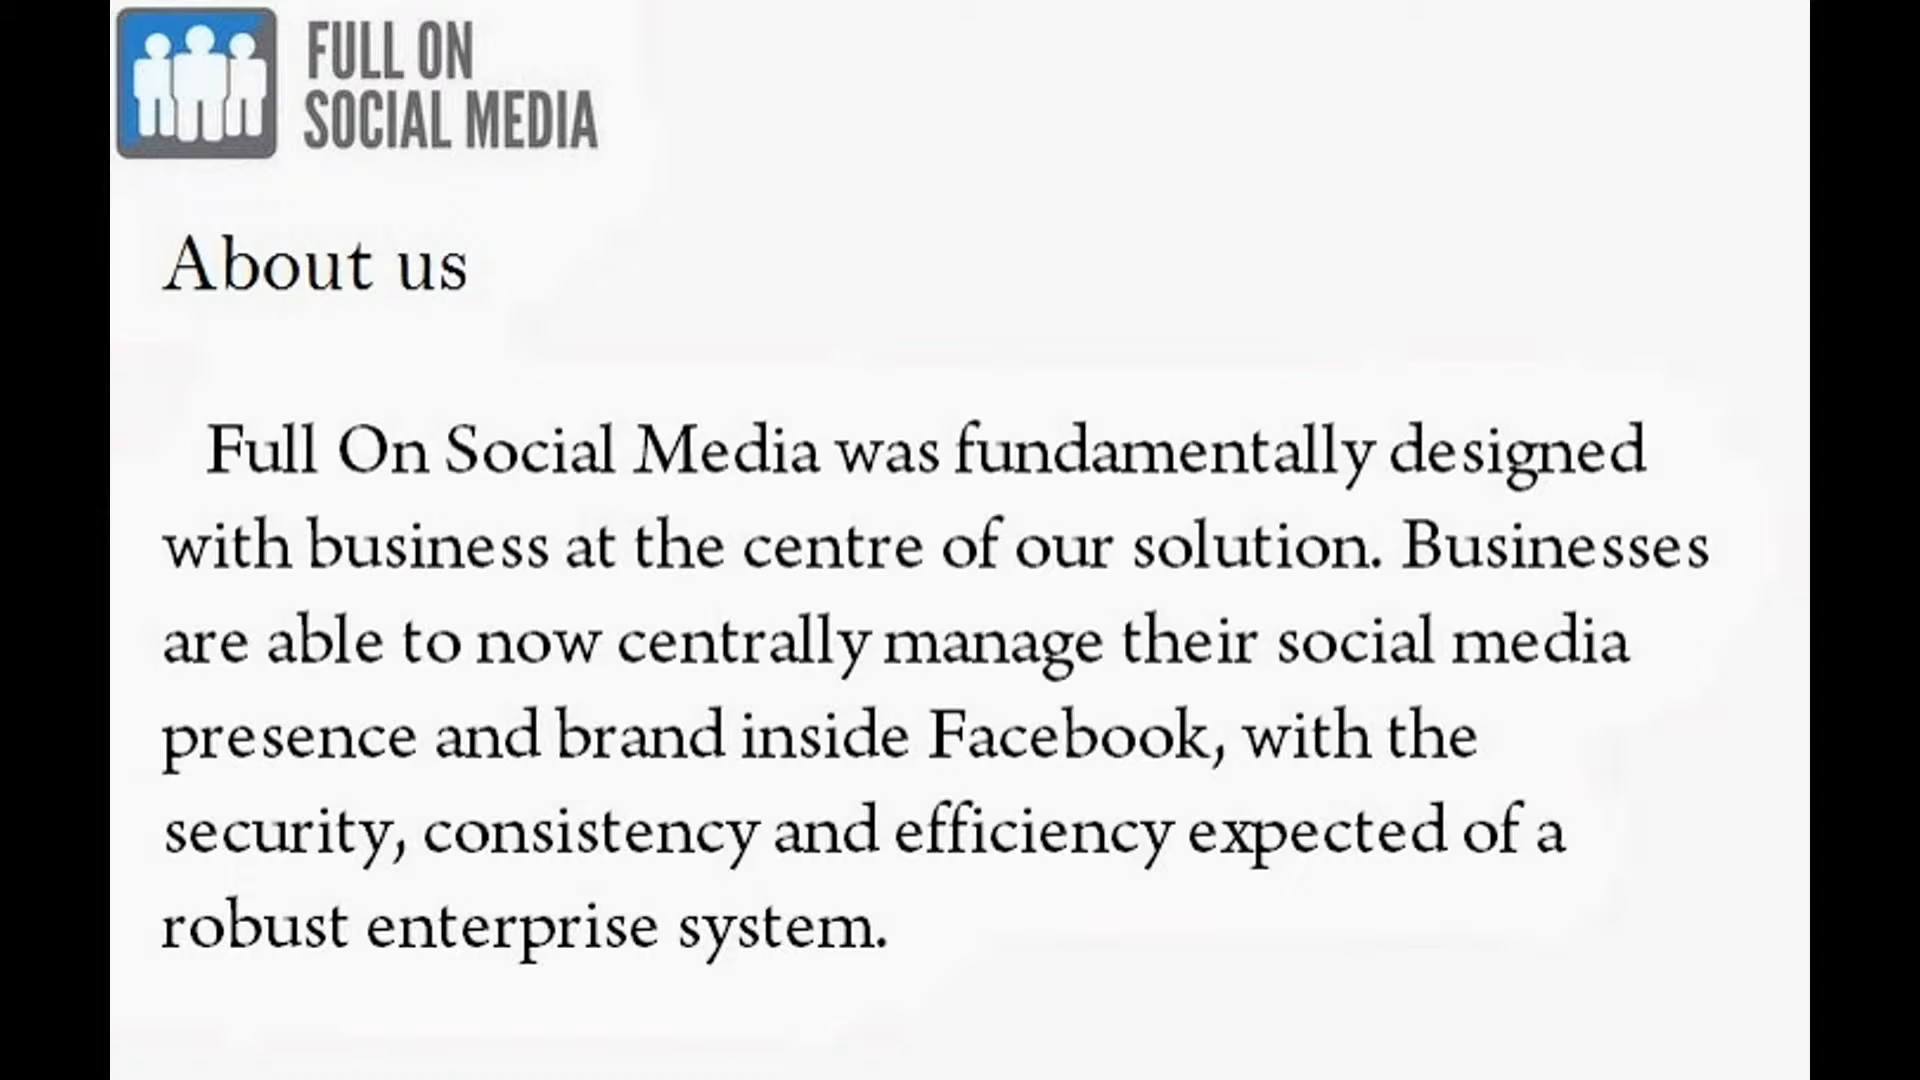 FULL ON
SOCIAL MEDIA
About us
Full On Social Media was fundamentally designed
with business at the centre of our solution. Businesses
are able to now centrally manage their social media
presence and brand inside Facebook, with the
security, consistency and efficiency expected of a
robust enterprise system.